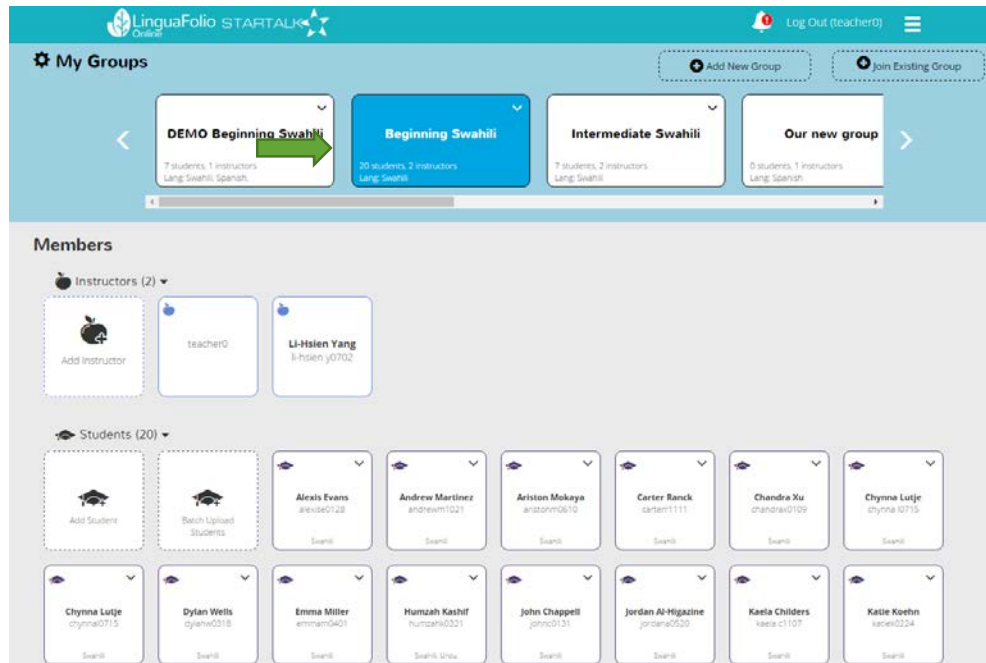 LinguaFolio STARTALK
Online
Log Out (teacher0)
My Groups
Add New Group
Join Existing Group
DEMO Beginning Swahili
7 students, 1 instructors
Lang: Swahili, Spanish,
Beginning Swahili
20 students, 2 instructors
Lang: Swahili
Intermediate Swahili
7 students, 2 instructors
Lang: Swahili
Our new group
0 students, 1 instructors
Lang: Spanish
Members
Instructors (2)
Add Instructor
teacher0
Li-Hsien Yang
li-hsien y0702
Students (20)
Add Student
Batch Upload
Students
Alexis Evans
alexise0128
Swahili
Andrew Martinez
andrewm1021
Swahili
Ariston Mokaya
aristonm0610
Swahili
Carter Ranck
carterr1111
Swahili
Chandra Xu
chandrax0109
Swahili
Chynna Lutje
chynna l0715
Swahili
Chynna Lutje
chynnal0715
Swahili
Dylan Wells
dylanw0318
Swahili
Emma Miller
emmam0401
Swahili
Humzah Kashif
humzahk0321
Swahili, Urdu
John Chappell
johnc0131
Swahili
Jordan Al-Higazine
jordana0520
Swahili
Kaela Childers
kaela c1107
Swahili
Katie Koehn
katiek0224
Swahili